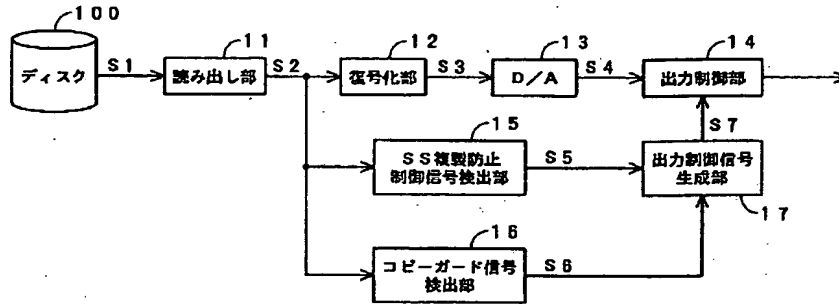 100
ディスク
S1
11
読み出し部
S2
12
復号化部
S3
13
D/A
S4
14
出力制御部
S7
15
SS複製防止
制御信号検出部
S5
出力制御信号
生成部
17
16
コピーガード信号
検出部
S6